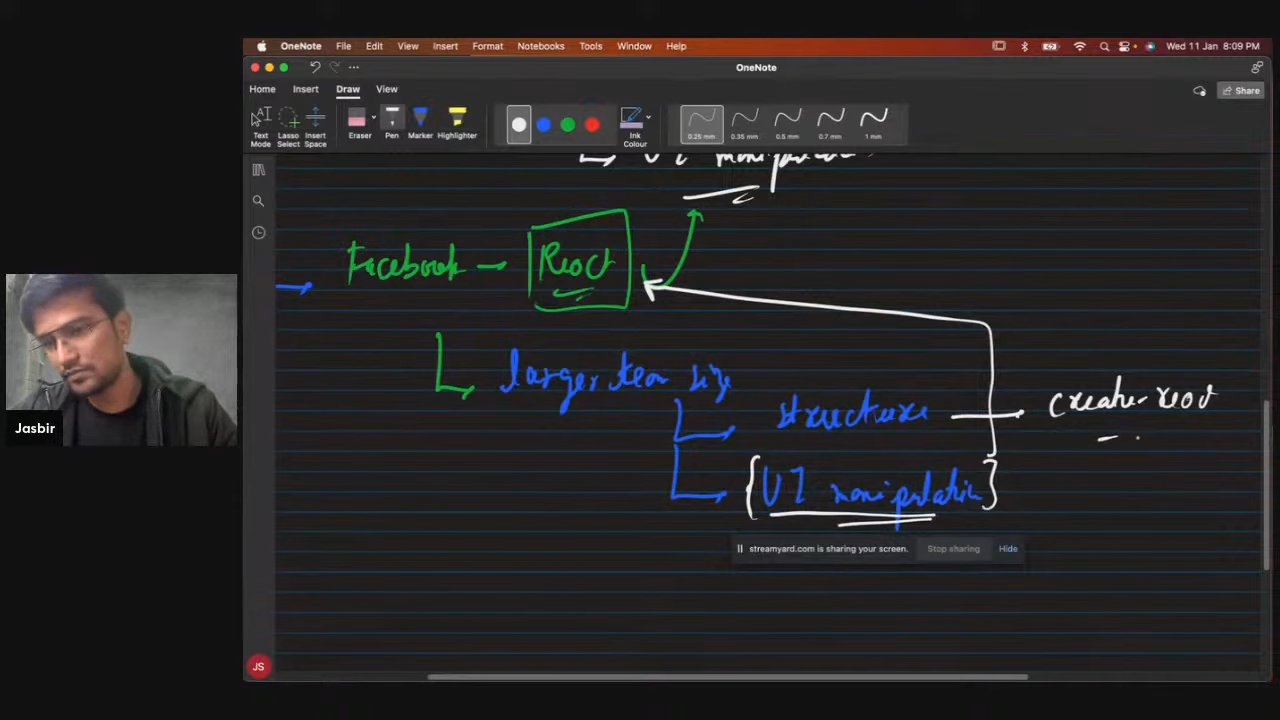 OneNote File Edit View Insert Format Notebooks Tools Window Help Wed 11 Jan 8:09 PM
OneNote
Home Insert Draw View Share
Text Mode Lasso Select Insert Space Eraser Pen Marker Highlighter Ink Colour 0.25 mm 0.35 mm 0.5 mm 0.7 mm 1 mm
UI manipulation
Facebook - React
larger team size
structure create-react
{UI manipulation}
Jasbir
streamyard.com is sharing your screen. Stop sharing Hide
JS